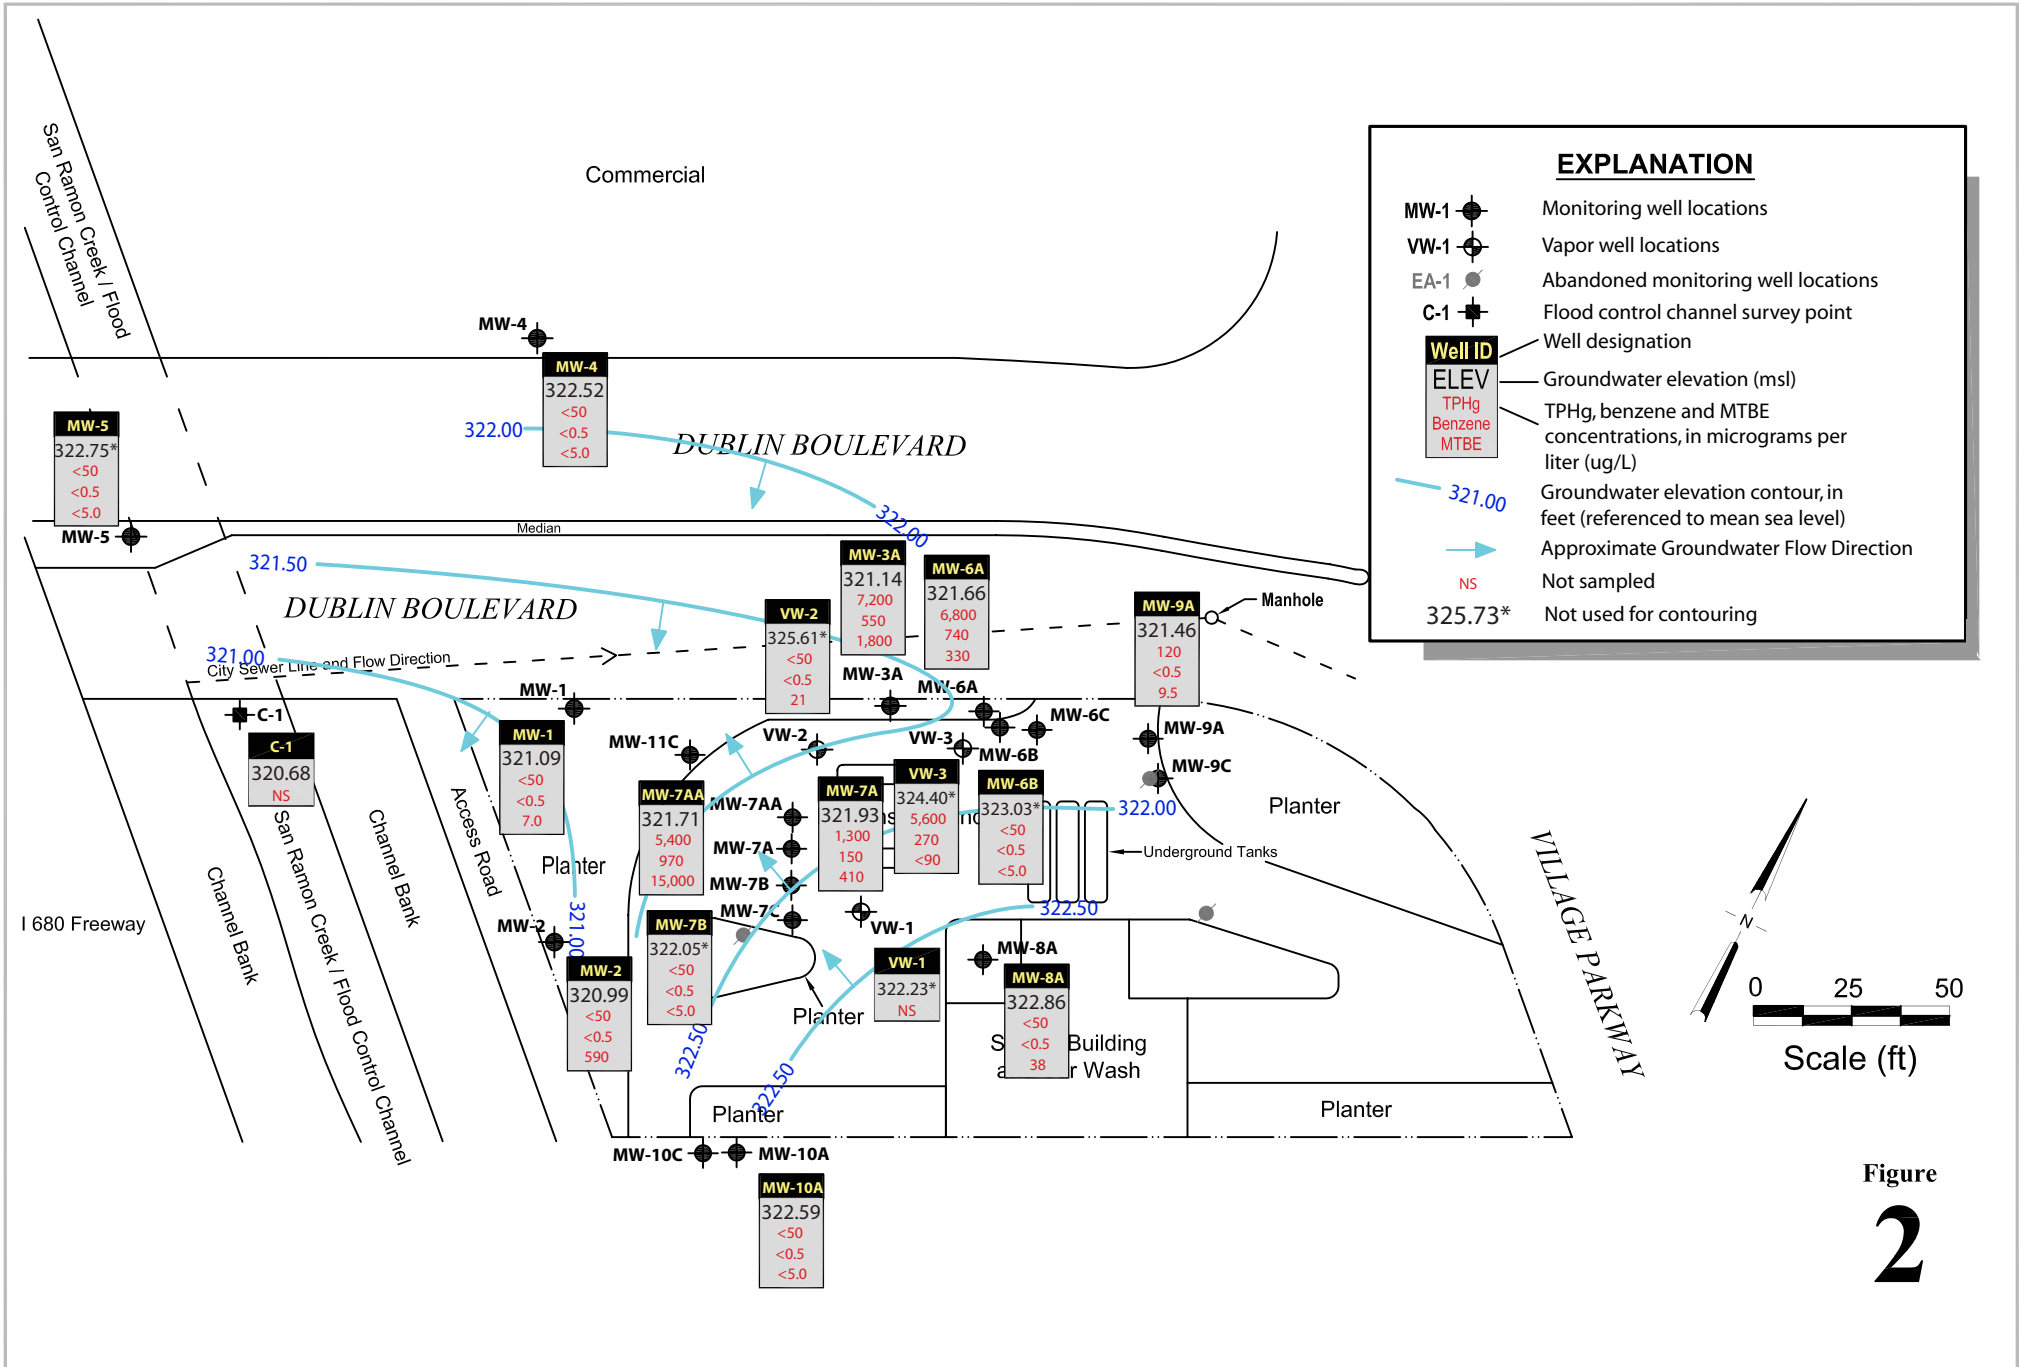 San Ramon Creek / Flood
Control Channel
Commercial
EXPLANATION
MW-1
Monitoring well locations
VW-1
Vapor well locations
EA-1
Abandoned monitoring well locations
C-1
Flood control channel survey point
Well ID
Well designation
ELEV
Groundwater elevation (msl)
TPHg
Benzene
MTBE
TPHg, benzene and MTBE
concentrations, in micrograms per
liter (ug/L)
321.00
Groundwater elevation contour, in
feet (referenced to mean sea level)
Approximate Groundwater Flow Direction
NS
Not sampled
325.73*
Not used for contouring
MW-4
MW-4
322.52
<50
<0.5
<5.0
MW-5
322.75*
<50
<0.5
<5.0
MW-5
322.00
DUBLIN BOULEVARD
322.00
Median
321.50
DUBLIN BOULEVARD
321.00
City Sewer Line and Flow Direction
MW-3A
321.14
7,200
550
1,800
MW-6A
321.66
6,800
740
330
VW-2
325.61*
<50
<0.5
21
MW-9A
321.46
120
<0.5
9.5
Manhole
MW-3A
MW-6A
MW-1
C-1
C-1
320.68
NS
MW-1
321.09
<50
<0.5
7.0
MW-11C
VW-2
VW-3
MW-6B
MW-6C
MW-9A
MW-9C
MW-7AA
321.71
5,400
970
15,000
MW-7AA
MW-7A
MW-7B
MW-7C
MW-7A
321.93
1,300
150
410
VW-3
324.40*
5,600
270
<90
MW-6B
323.03*
<50
<0.5
<5.0
322.00
Underground Tanks
Planter
Planter
Access Road
Channel Bank
San Ramon Creek / Flood Control Channel
Channel Bank
I 680 Freeway
MW-2
321.00
MW-2
320.99
<50
<0.5
590
MW-7B
322.05*
<50
<0.5
<5.0
VW-1
VW-1
322.23*
NS
322.50
MW-8A
MW-8A
322.86
<50
<0.5
38
Planter
322.50
322.50
Building
Wash
Planter
Planter
VILLAGE PARKWAY
N
0 25 50
Scale (ft)
MW-10C
MW-10A
MW-10A
322.59
<50
<0.5
<5.0
Figure
2